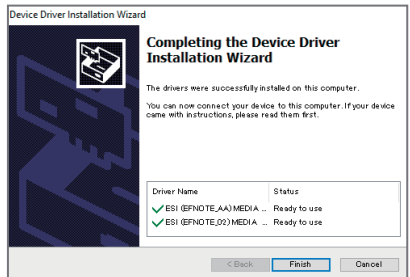 Device Driver Installation Wizard
Completing the Device Driver
Installation Wizard
The drivers were successfully installed on this computer.
You can now connect your device to this computer. If your device
came with instructions, please read them first.
Driver Name Status
ESI (EFNOTE_AA) MEDIA ... Ready to use
ESI (EFNOTE_02) MEDIA ... Ready to use
< Back Finish Cancel